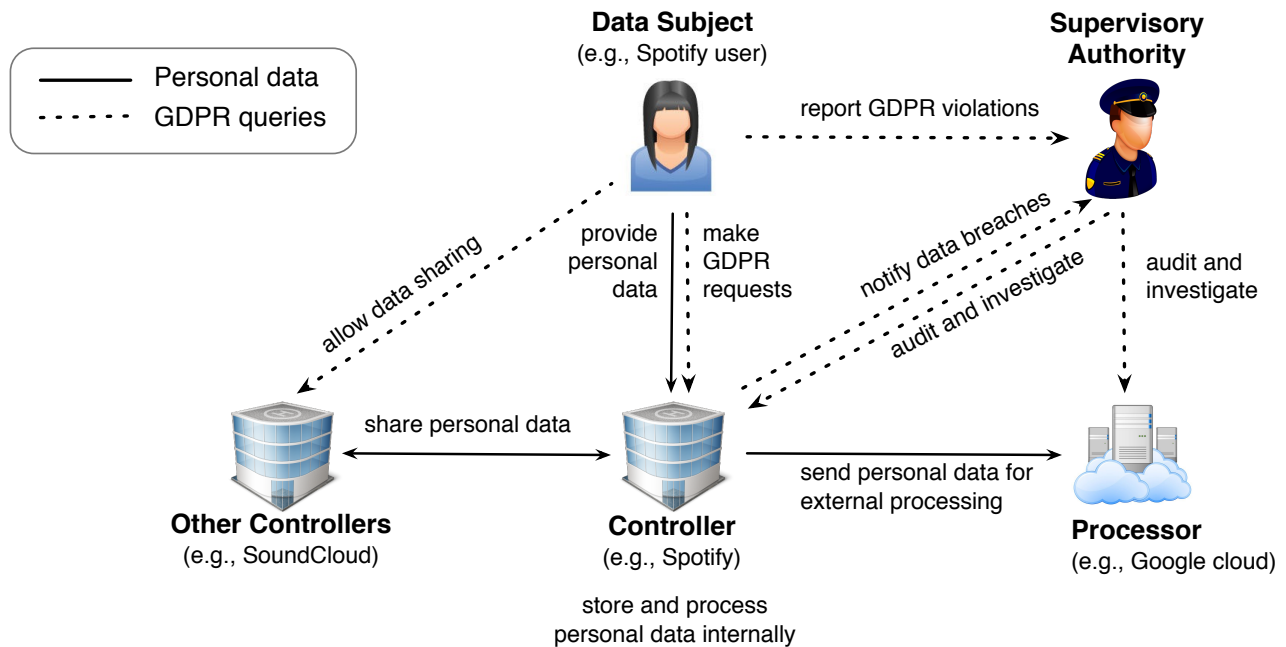 Personal data
GDPR queries
Data Subject
(e.g., Spotify user)
Supervisory
Authority
report GDPR violations
allow data sharing
provide
personal
data
make
GDPR
requests
notify data breaches
audit and investigate
audit and
investigate
share personal data
send personal data for
external processing
Other Controllers
(e.g., SoundCloud)
Controller
(e.g., Spotify)
Processor
(e.g., Google cloud)
store and process
personal data internally